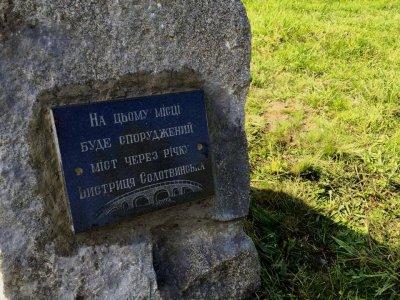 На цьому місці
буде споруджений
міст через річку
Бистриця Солотвинська